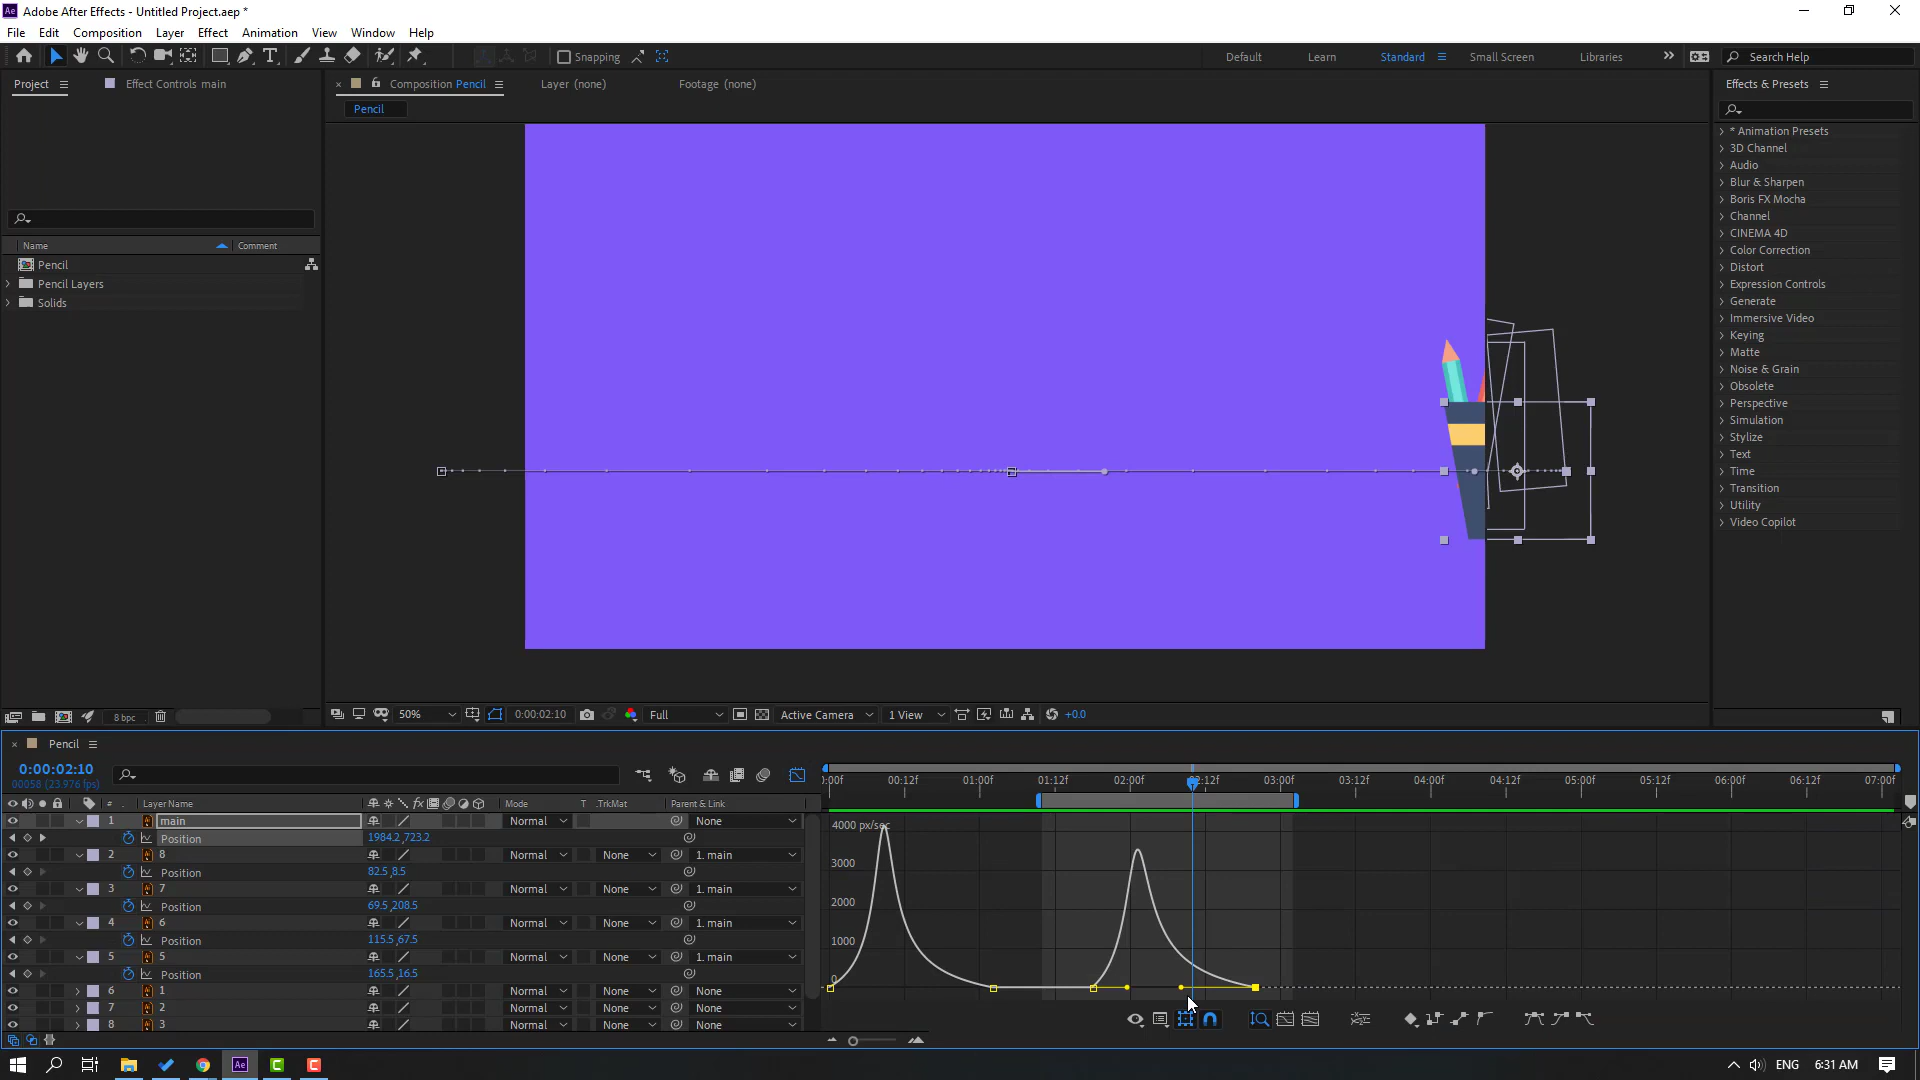 Adobe After Effects - Untitled Project.aep *
File Edit Composition Layer Effect Animation View Window Help
Snapping Default Learn Standard Small Screen Libraries Search Help
Project Effect Controls main Composition Pencil Layer (none) Footage (none) Effects & Presets
Pencil
* Animation Presets
3D Channel
Audio
Blur & Sharpen
Boris FX Mocha
Channel
CINEMA 4D
Color Correction
Distort
Expression Controls
Generate
Immersive Video
Keying
Matte
Noise & Grain
Obsolete
Perspective
Simulation
Stylize
Text
Time
Transition
Utility
Video Copilot
Name Comment
Pencil
Pencil Layers
Solids
8 bpc 50% 0:00:02:10 Full Active Camera 1 View +0.0
Pencil
0:00:02:10
00058 (23.976 fps)
):00f 00:12f 01:00f 01:12f 02:00f 02:12f 03:00f 03:12f 04:00f 04:12f 05:00f 05:12f 06:00f 06:12f 07:00f
# Layer Name fx Mode T .TrkMat Parent & Link
1 main Normal None
Position 1984.2,723.2
2 8 Normal None 1. main
Position 82.5,8.5
3 7 Normal None 1. main
Position 69.5,208.5
4 6 Normal None 1. main
Position 115.5,67.5
5 5 Normal None 1. main
Position 165.5,16.5
6 1 Normal None None
7 2 Normal None None
8 3 Normal None None
4000 px/sec
3000
2000
1000
0
Ae ENG 6:31 AM